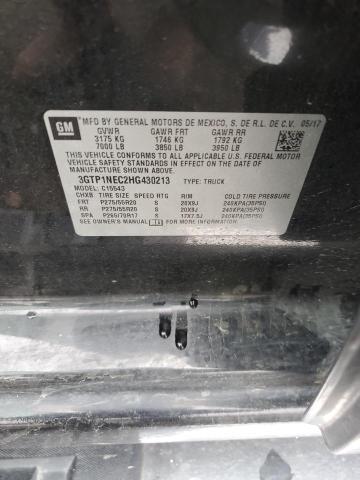 GM
MFD BY GENERAL MOTORS DE MEXICO, S. DE R.L. DE C.V. 05/17
GVWR GAWR FRT GAWR RR
3175 KG 1746 KG 1792 KG
7000 LB 3850 LB 3950 LB
THIS VEHICLE CONFORMS TO ALL APPLICABLE U.S. FEDERAL MOTOR
VEHICLE SAFETY STANDARDS IN EFFECT ON THE DATE OF
MANUFACTURE SHOWN ABOVE.
3GTP1NEC2HG430213 TYPE: TRUCK
MODEL: C15543
CHXB TIRE SIZE SPEED RTG RIM COLD TIRE PRESSURE
FRT P275/55R20 S 20X9J 240KPA(35PSI)
RR P275/55R20 S 20X9J 240KPA(35PSI)
SPA P265/70R17 S 17X7.5J 240KPA(35PSI)
SEE OWNER'S MANUAL FOR MORE INFORMATION.